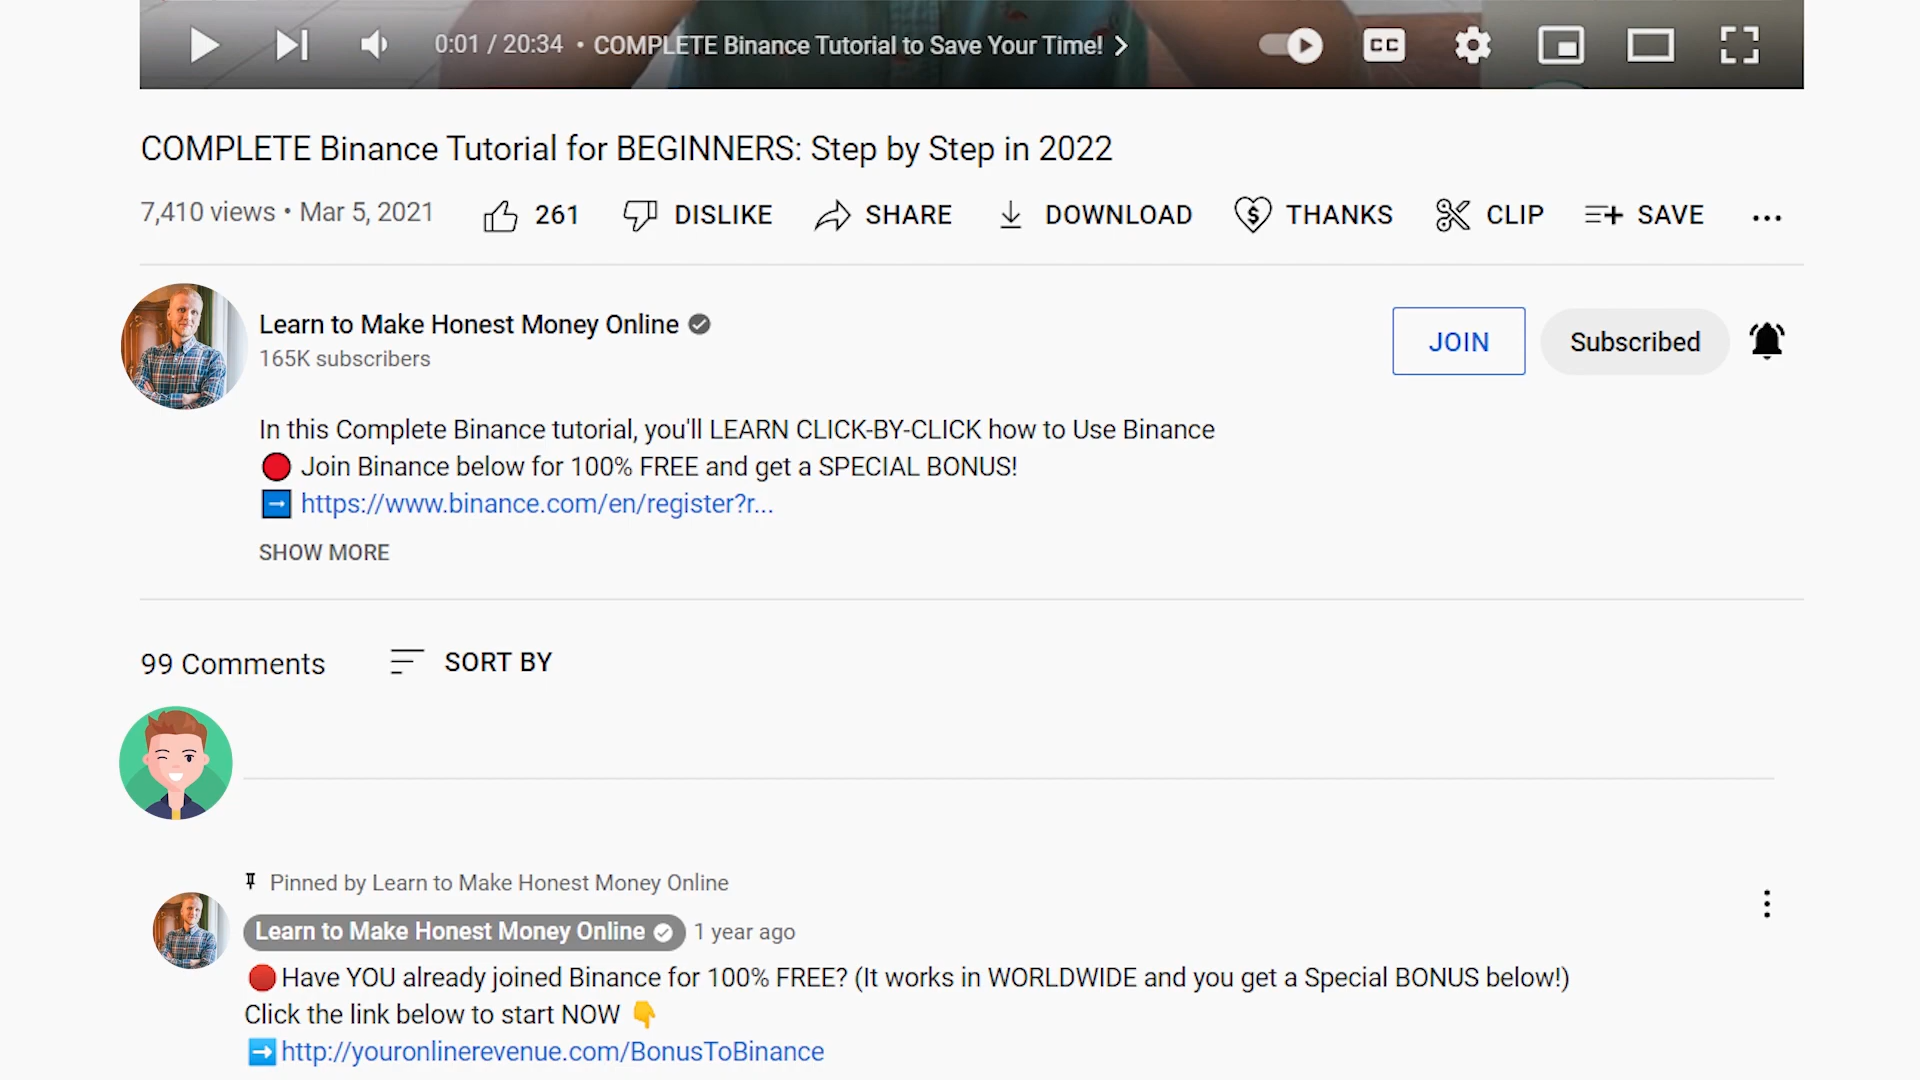 0:01 / 20:34 • COMPLETE Binance Tutorial to Save Your Time!
CC
COMPLETE Binance Tutorial for BEGINNERS: Step by Step in 2022
7,410 views • Mar 5, 2021 261 DISLIKE SHARE DOWNLOAD THANKS CLIP SAVE
Learn to Make Honest Money Online
165K subscribers
JOIN Subscribed
In this Complete Binance tutorial, you'll LEARN CLICK-BY-CLICK how to Use Binance
🔴 Join Binance below for 100% FREE and get a SPECIAL BONUS!
➡️ https://www.binance.com/en/register?r...
SHOW MORE
99 Comments SORT BY
Pinned by Learn to Make Honest Money Online
Learn to Make Honest Money Online 1 year ago
🔴Have YOU already joined Binance for 100% FREE? (It works in WORLDWIDE and you get a Special BONUS below!)
Click the link below to start NOW 👇
➡️http://youronlinerevenue.com/BonusToBinance